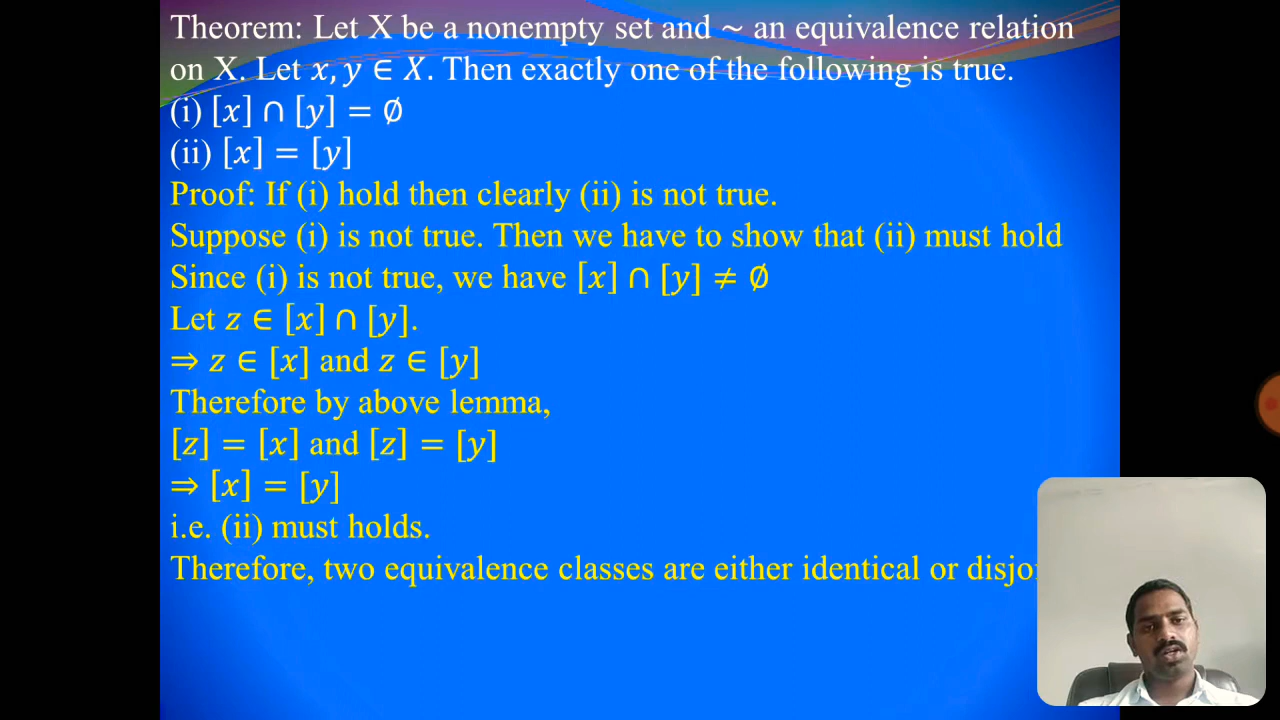 Theorem: Let X be a nonempty set and ~ an equivalence relation
on X. Let x, y ∈ X. Then exactly one of the following is true.
(i) [x] ∩ [y] = ∅
(ii) [x] = [y]
Proof: If (i) hold then clearly (ii) is not true.
Suppose (i) is not true. Then we have to show that (ii) must hold
Since (i) is not true, we have [x] ∩ [y] ≠ ∅
Let z ∈ [x] ∩ [y].
⇒ z ∈ [x] and z ∈ [y]
Therefore by above lemma,
[z] = [x] and [z] = [y]
⇒ [x] = [y]
i.e. (ii) must holds.
Therefore, two equivalence classes are either identical or